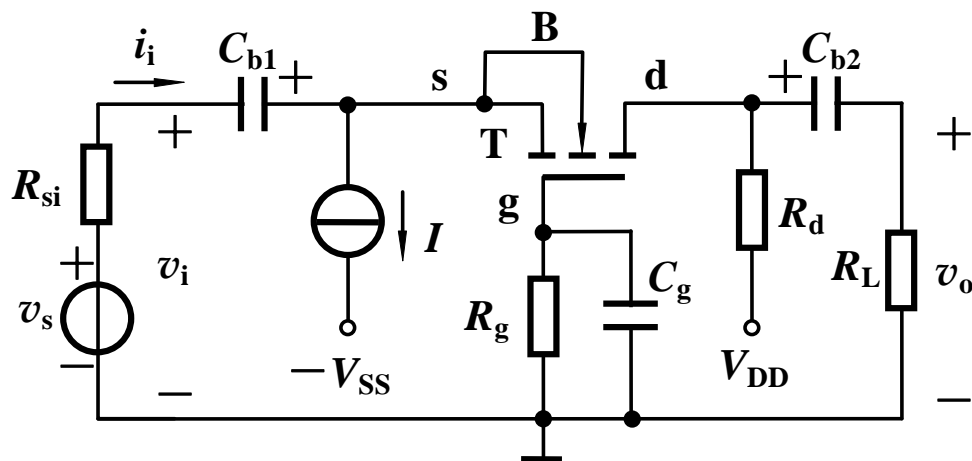 B
i_i
C_b1
+
s
d
+
C_b2
+
T
+
R_si
g
I
R_d
+
v_i
R_g
C_g
R_L
v_o
v_s
−
−V_SS
V_DD
−
−